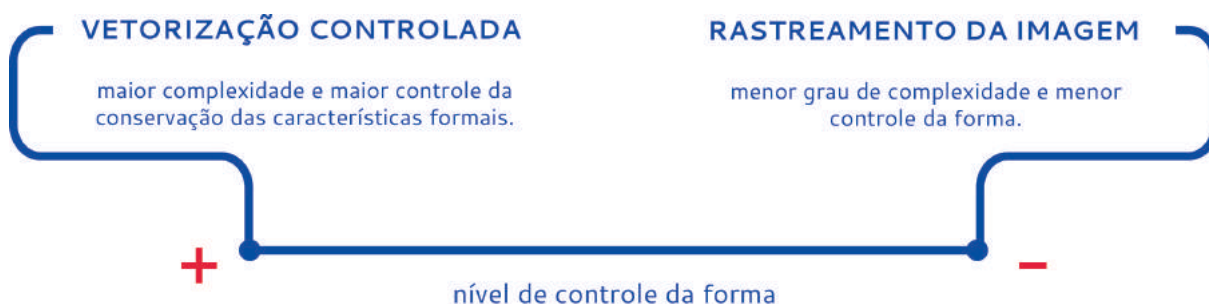 VETORIZAÇÃO CONTROLADA
maior complexidade e maior controle da
conservação das características formais.
RASTREAMENTO DA IMAGEM
menor grau de complexidade e menor
controle da forma.
+
-
nível de controle da forma